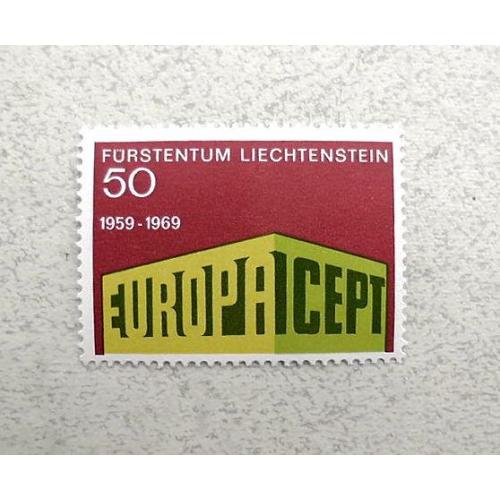 FÜRSTENTUM LIECHTENSTEIN
50
1959-1969
EUROPA CEPT